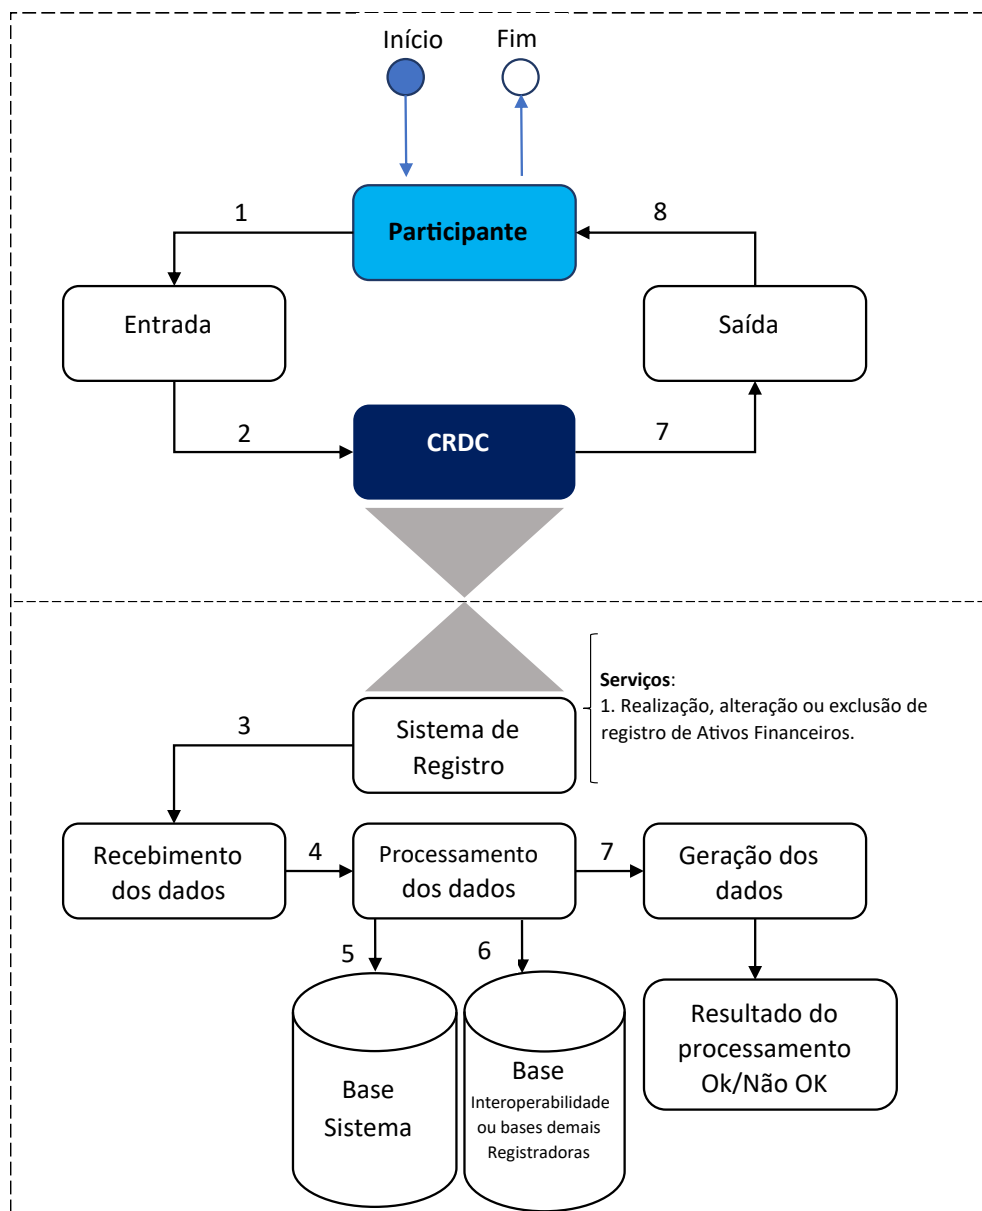 Início
Fim
1
Participante
8
Entrada
Saída
2
CRDC
7
Serviços:
1. Realização, alteração ou exclusão de
registro de Ativos Financeiros.
3
Sistema de
Registro
Recebimento
dos dados
4
Processamento
dos dados
7
Geração dos
dados
5
6
Base
Sistema
Base
Interoperabilidade
ou bases demais
Registradoras
Resultado do
processamento
Ok/Não OK